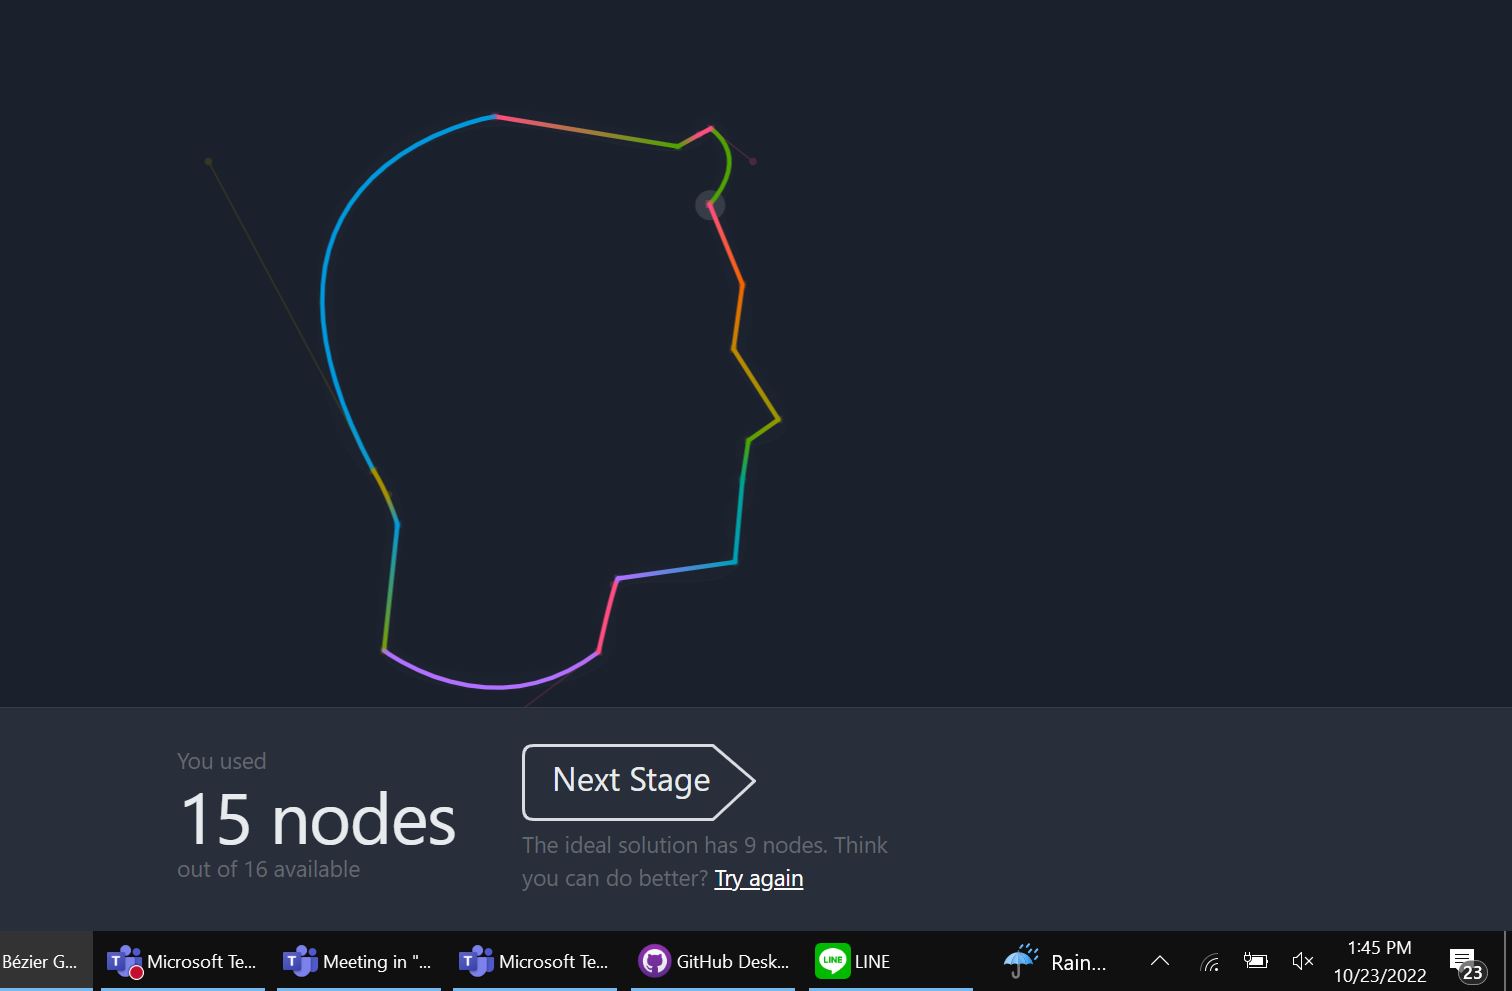 You used
15 nodes
out of 16 available
Next Stage
The ideal solution has 9 nodes. Think
you can do better? Try again
Bézier G...
T Microsoft Te...
T Meeting in "...
T Microsoft Te...
GitHub Desk...
LINE LINE
Rain...
1:45 PM
10/23/2022
23